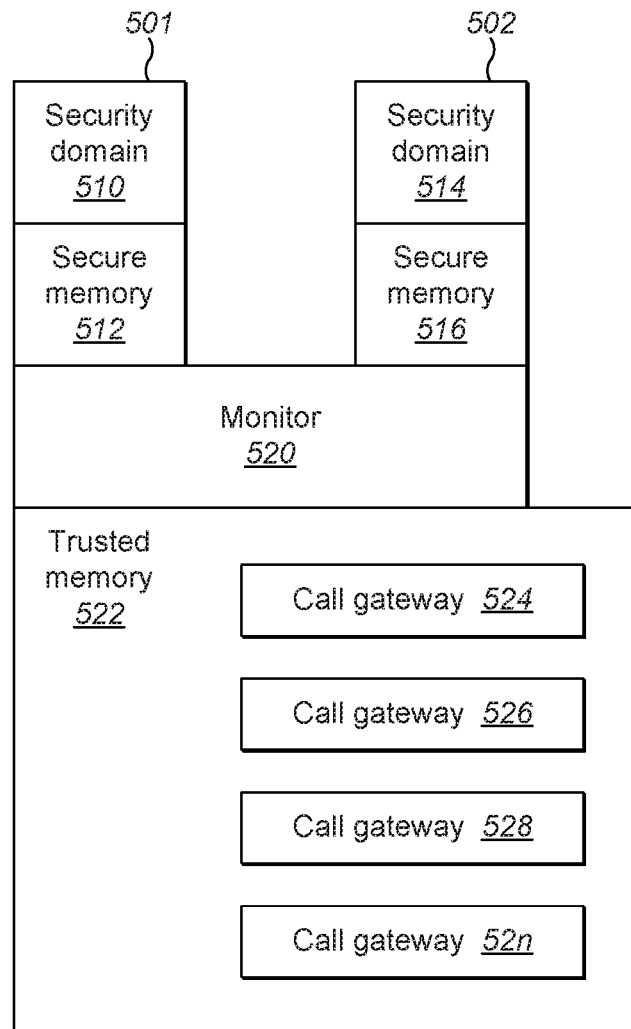 501
502
Security
domain
510
Security
domain
514
Secure
memory
512
Secure
memory
516
Monitor
520
Trusted
memory
522
Call gateway 524
Call gateway 526
Call gateway 528
Call gateway 52n